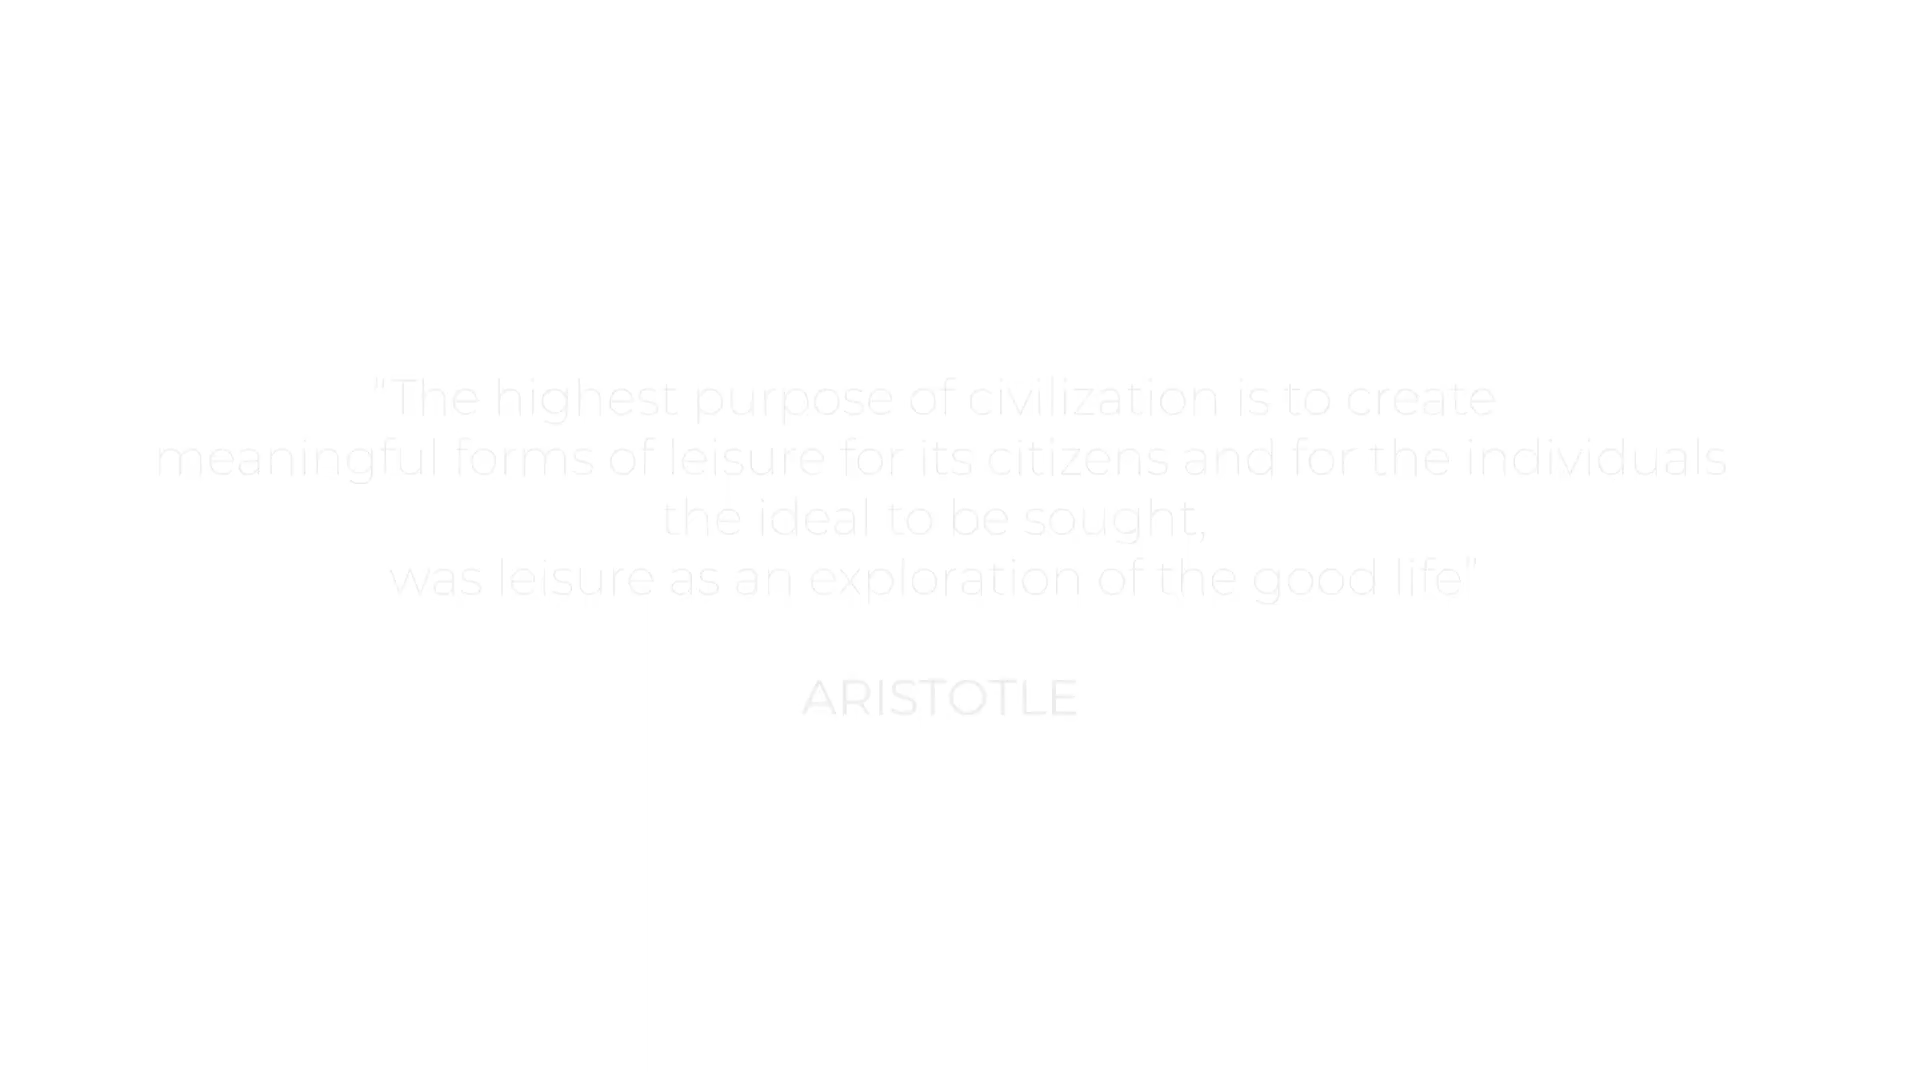 "The highest purpose of civilization is to create
meaningful forms of leisure for its citizens and for the individuals
the ideal to be sought,
was leisure as an exploration of the good life"
ARISTOTLE